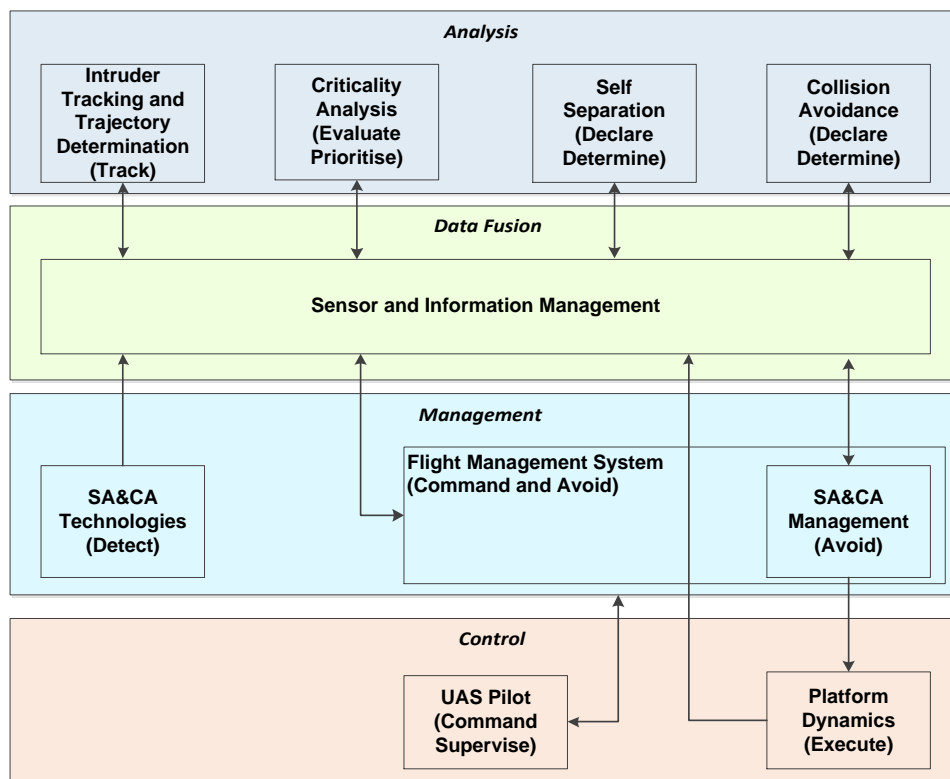 Analysis
Intruder
Tracking and
Trajectory
Determination
(Track)
Criticality
Analysis
(Evaluate
Prioritise)
Self
Separation
(Declare
Determine)
Collision
Avoidance
(Declare
Determine)
Data Fusion
Sensor and Information Management
Management
SA&CA
Technologies
(Detect)
Flight Management System
(Command and Avoid)
SA&CA
Management
(Avoid)
Control
UAS Pilot
(Command
Supervise)
Platform
Dynamics
(Execute)